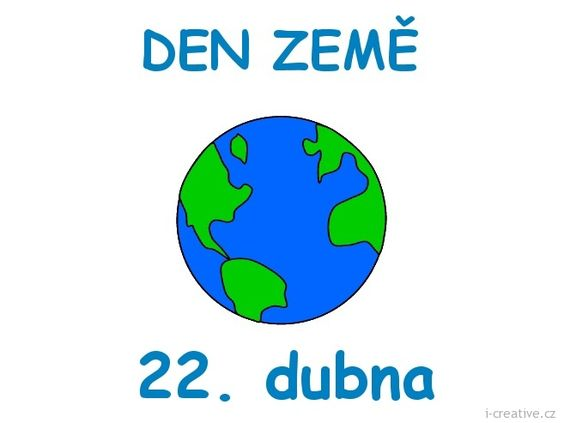 DEN ZEMĚ
22. dubna
i-creative.cz